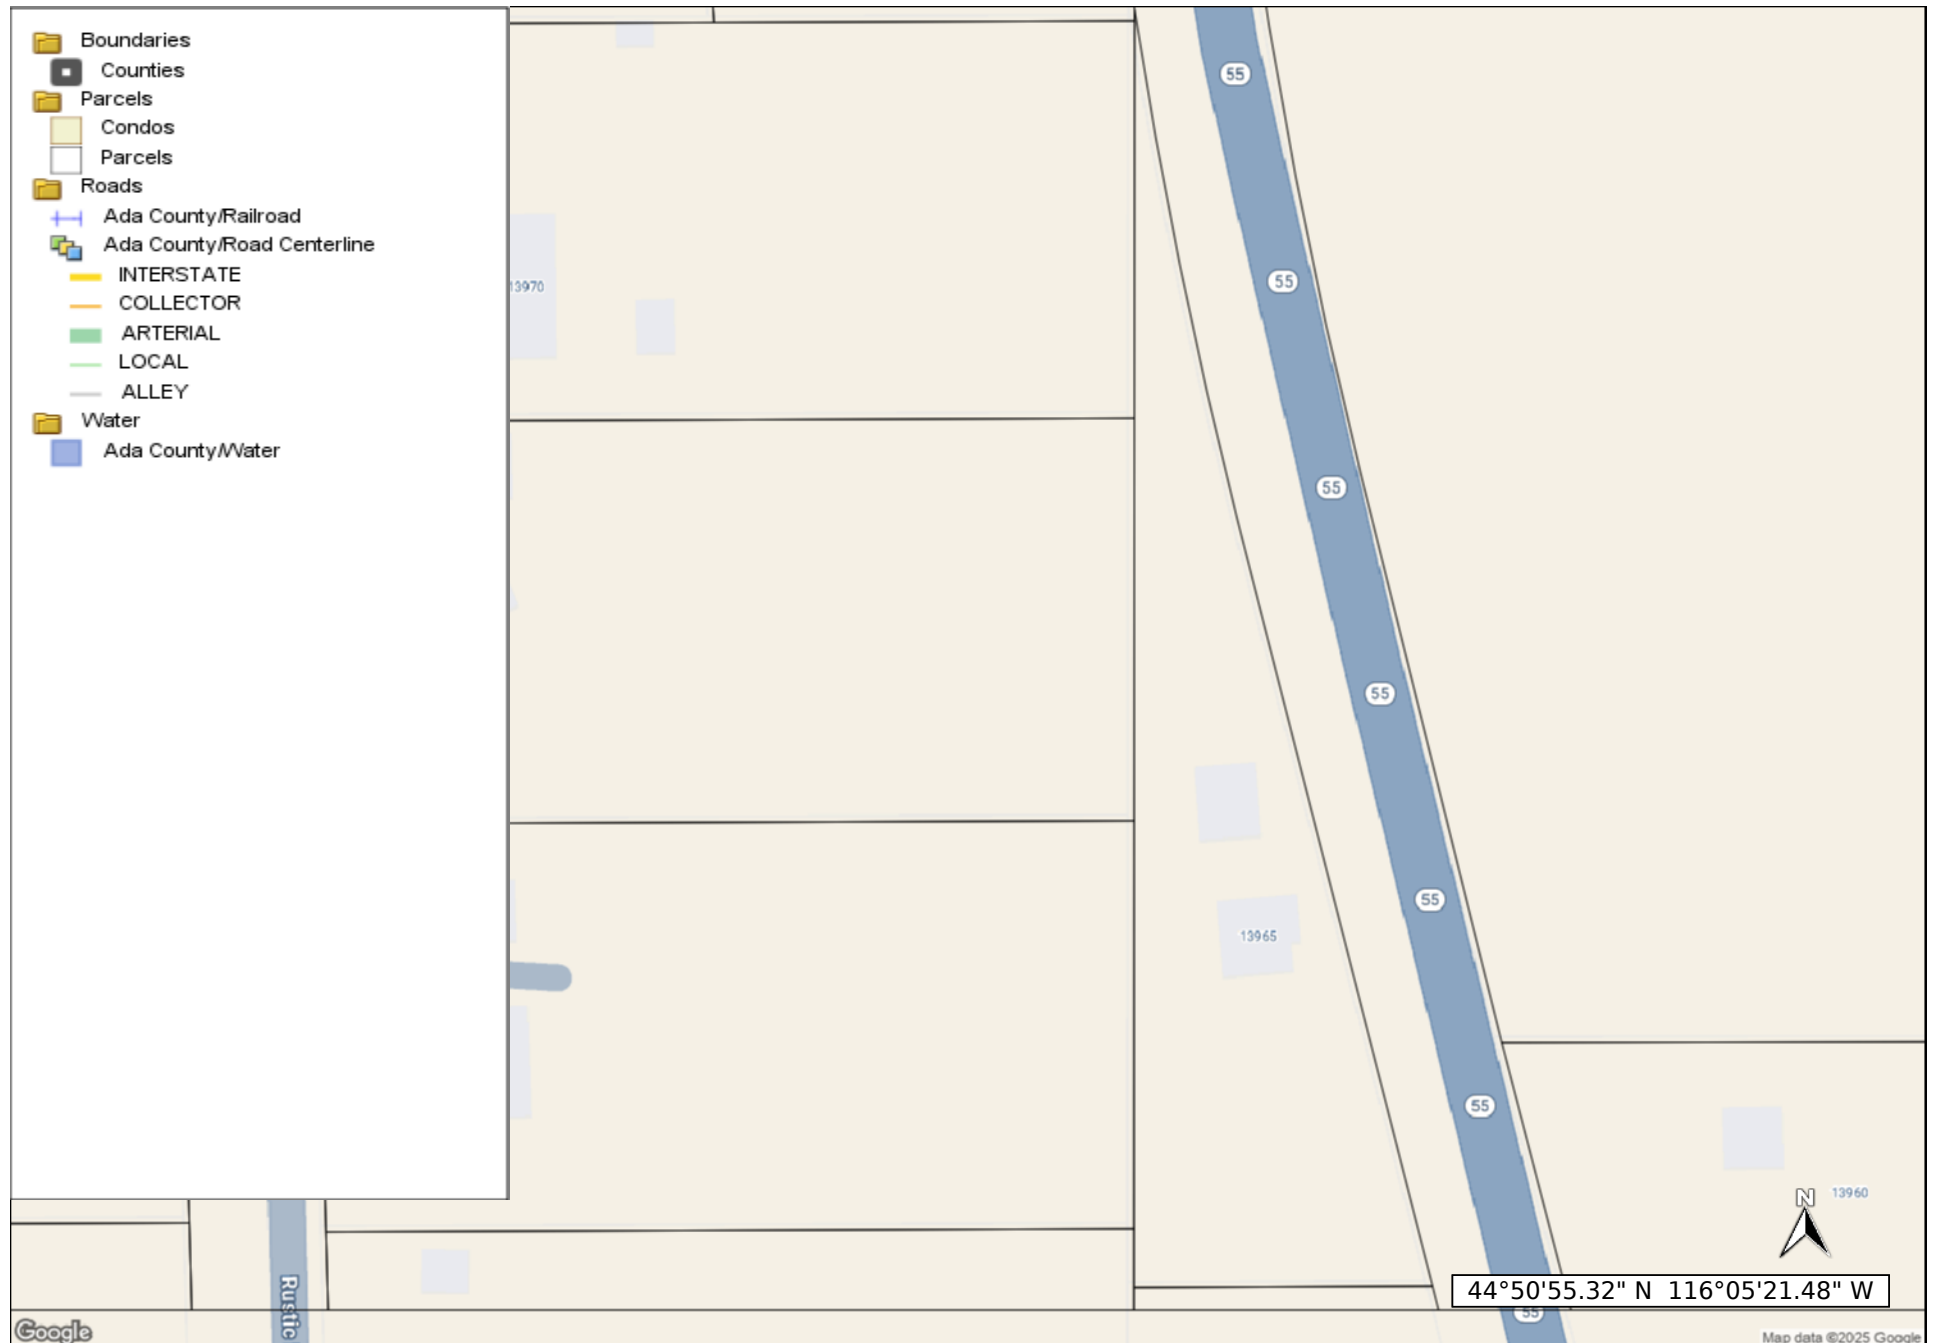 Boundaries
Counties
Parcels
Condos
Parcels
Roads
Ada County/Railroad
Ada County/Road Centerline
INTERSTATE
COLLECTOR
ARTERIAL
LOCAL
ALLEY
Water
Ada County/Water
55
55
13970
55
55
55
13965
55
N
13960
44°50'55.32" N 116°05'21.48" W
55
Rustic
Google
Map data ©2025 Google